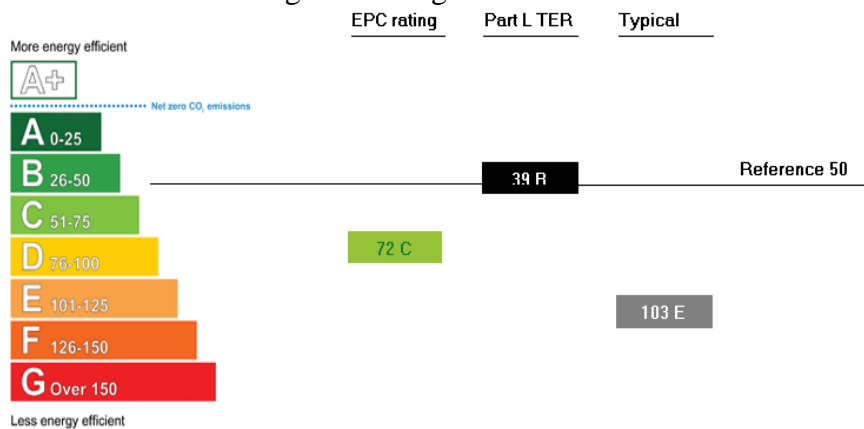 EPC rating Part L TER Typical
More energy efficient
A+
Net zero CO₂ emissions
A 0-25
B 26-50
39 B
Reference 50
C 51-75
72 C
D 76-100
E 101-125
103 E
F 126-150
G Over 150
Less energy efficient